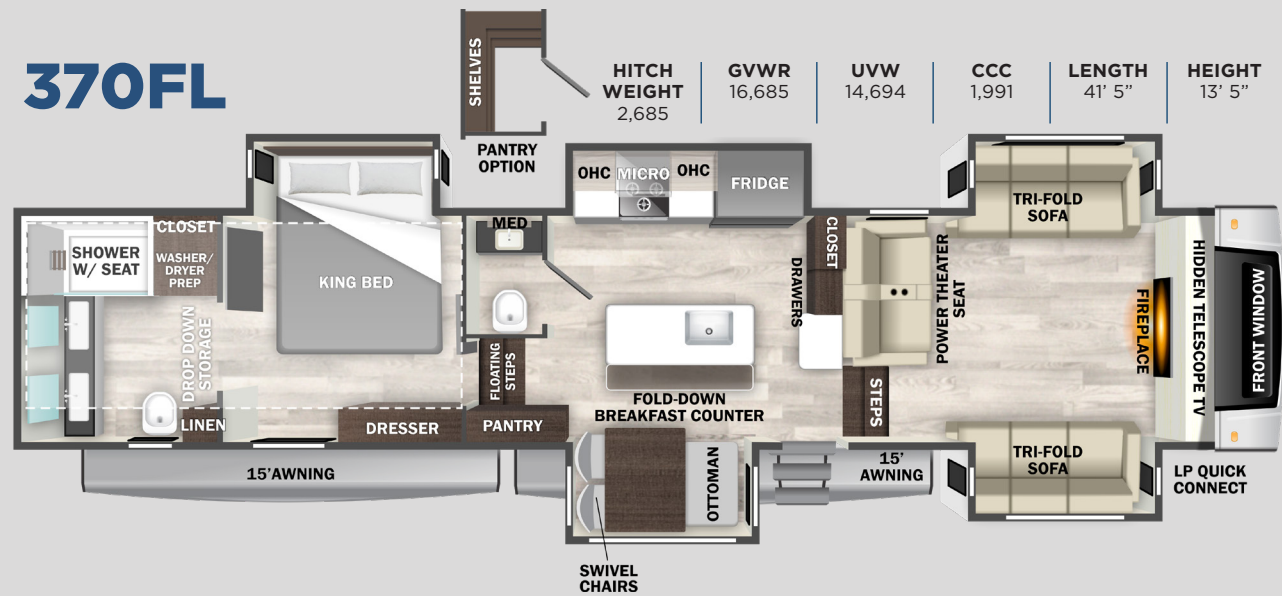 370FL
HITCH
WEIGHT
2,685
GVWR
16,685
UVW
14,694
CCC
1,991
LENGTH
41' 5”
HEIGHT
13' 5”
SHELVES
PANTRY
OPTION
OHC
MICRO
OHC
FRIDGE
TRI-FOLD
SOFA
CLOSET
SHOWER
W/ SEAT
WASHER/
DRYER
PREP
KING BED
MED
CLOSET
DRAWERS
POWER THEATER
SEAT
HIDDEN TELESCOPE TV
FIREPLACE
FRONT WINDOW
DROP DOWN
STORAGE
FLOATING
STEPS
FOLD-DOWN
BREAKFAST COUNTER
STEPS
LINEN
DRESSER
PANTRY
OTTOMAN
TRI-FOLD
SOFA
15'AWNING
15'
AWNING
LP QUICK
CONNECT
SWIVEL
CHAIRS